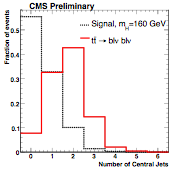 CMS Preliminary
Signal, m_H=160 GeV
tt̄ → blν blν
Fraction of events
0.5
0.4
0.3
0.2
0.1
0
0 1 2 3 4 5 6
Number of Central Jets